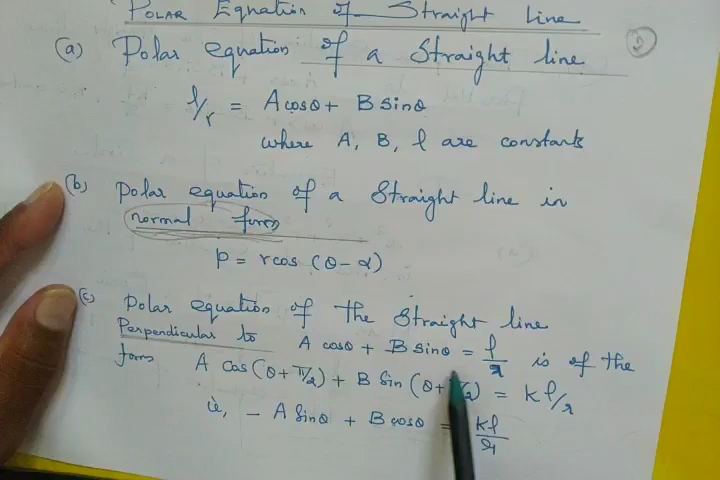 Polar Equation of Straight Line
(a) Polar equation of a Straight line
l/r = A cosθ + B sinθ
where A, B, l are constants
(b) Polar equation of a Straight line in
normal form
p = r cos (θ - α)
(c) Polar equation of the Straight line
Perpendicular to A cosθ + B sinθ = l/r is of the
form A cos(θ + π/2) + B sin (θ + π/2) = kl/r
ie, - A sinθ + B cosθ = kl/r